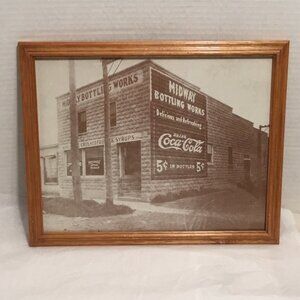 MIDWAY BOTTLING WORKS
& SYRUPS
MIDWAY
BOTTLING WORKS
Delicious and Refreshing
DRINK
Coca-Cola
5¢ IN BOTTLES 5¢